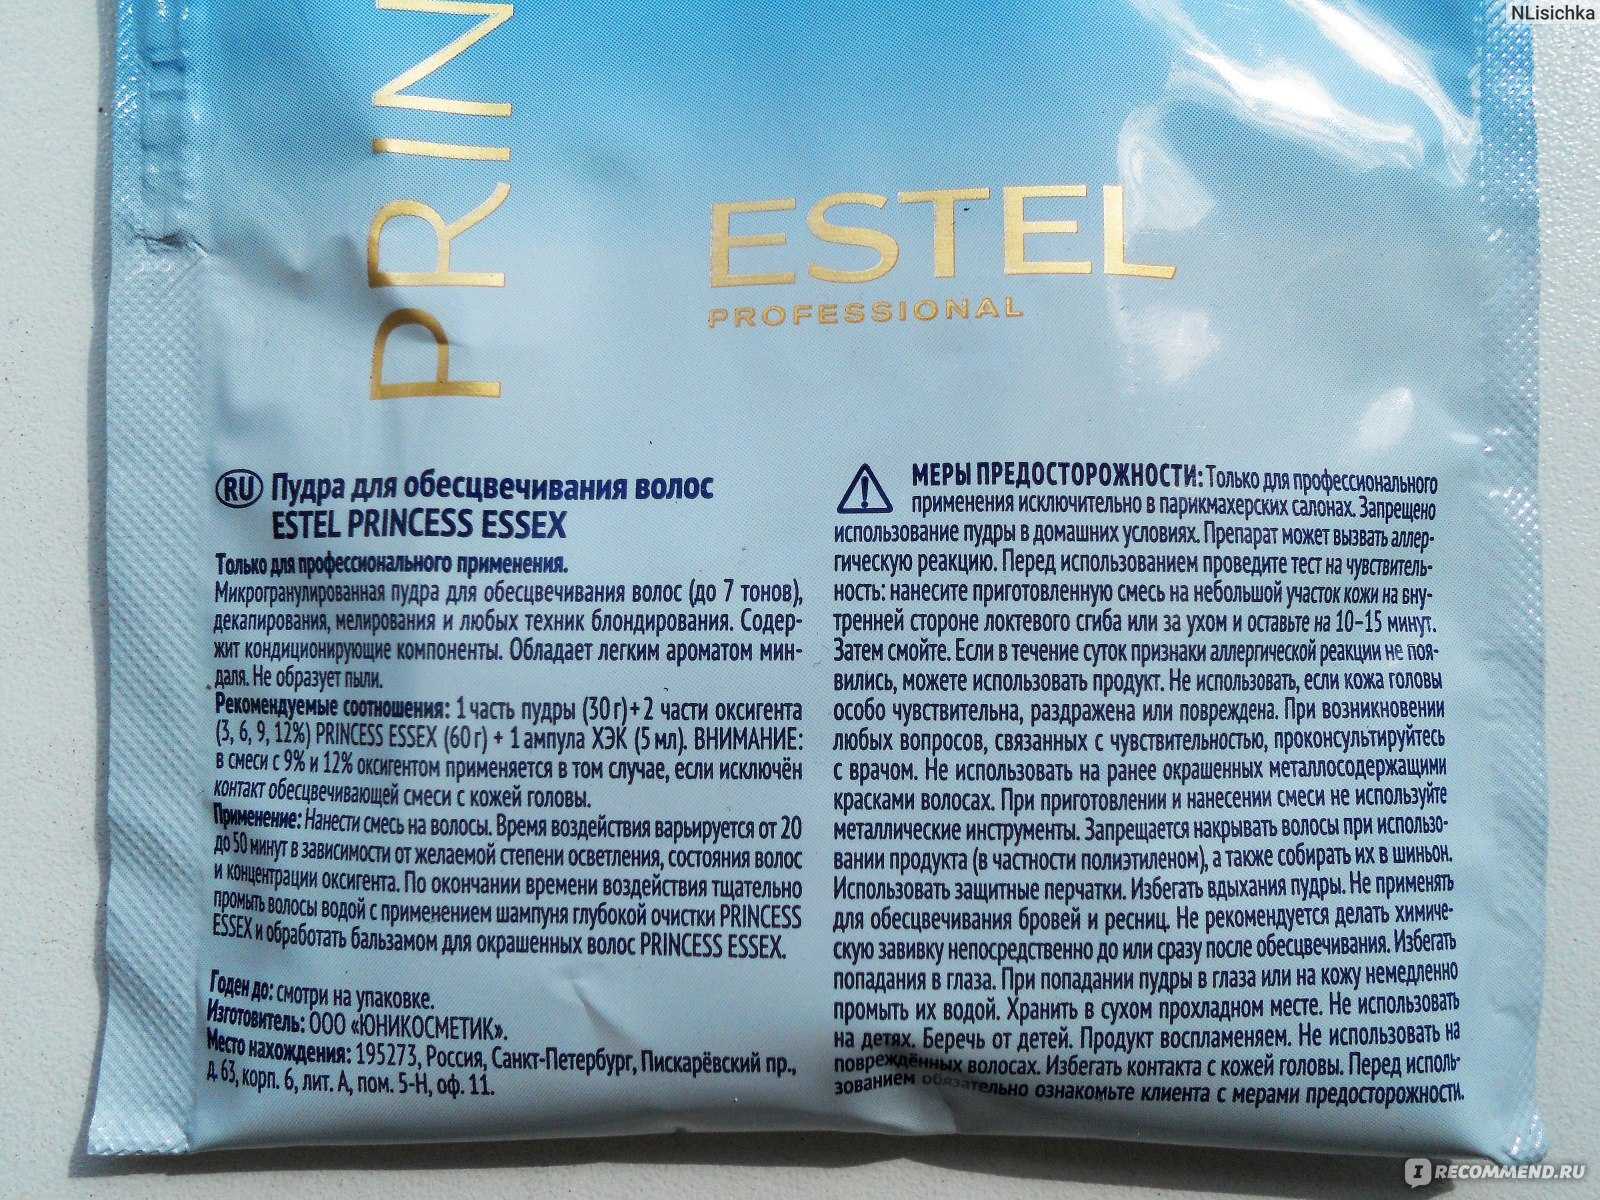 NLisichka
PRIN
ESTEL
PROFESSIONAL
RU Пудра для обесцвечивания волос
ESTEL PRINCESS ESSEX
Только для профессионального применения.
Микрогранулированная пудра для обесцвечивания волос (до 7 тонов),
декапирования, мелирования и любых техник блондирования. Содер-
жит кондиционирующие компоненты. Обладает легким ароматом мин-
даля. Не образует пыли.
Рекомендуемые соотношения: 1 часть пудры (30 г) + 2 части оксигента
(3, 6, 9, 12%) PRINCESS ESSEX (60 г) + 1 ампула ХЭК (5 мл). ВНИМАНИЕ:
в смеси с 9% и 12% оксигентом применяется в том случае, если исключён
контакт обесцвечивающей смеси с кожей головы.
Применение: Нанести смесь на волосы. Время воздействия варьируется от 20
до 50 минут в зависимости от желаемой степени осветления, состояния волос
и концентрации оксигента. По окончании времени воздействия тщательно
промыть волосы водой с применением шампуня глубокой очистки PRINCESS
ESSEX и обработать бальзамом для окрашенных волос PRINCESS ESSEX.
Годен до: смотри на упаковке.
Изготовитель: ООО «ЮНИКОСМЕТИК».
Место нахождения: 195273, Россия, Санкт-Петербург, Пискарёвский пр.,
д. 63, корп. 6, лит. А, пом. 5-Н, оф. 11.
МЕРЫ ПРЕДОСТОРОЖНОСТИ: Только для профессионального
применения исключительно в парикмахерских салонах. Запрещено
использование пудры в домашних условиях. Препарат может вызвать аллер-
гическую реакцию. Перед использованием проведите тест на чувствитель-
ность: нанесите приготовленную смесь на небольшой участок кожи на вну-
тренней стороне локтевого сгиба или за ухом и оставьте на 10–15 минут.
Затем смойте. Если в течение суток признаки аллергической реакции не поя-
вились, можете использовать продукт. Не использовать, если кожа головы
особо чувствительна, раздражена или повреждена. При возникновении
любых вопросов, связанных с чувствительностью, проконсультируйтесь
с врачом. Не использовать на ранее окрашенных металлосодержащими
красками волосах. При приготовлении и нанесении смеси не используйте
металлические инструменты. Запрещается накрывать волосы при использо-
вании продукта (в частности полиэтиленом), а также собирать их в шиньон.
Использовать защитные перчатки. Избегать вдыхания пудры. Не применять
для обесцвечивания бровей и ресниц. Не рекомендуется делать химиче-
скую завивку непосредственно до или сразу после обесцвечивания. Избегать
попадания в глаза. При попадании пудры в глаза или на кожу немедленно
промыть их водой. Хранить в сухом прохладном месте. Не использовать
на детях. Беречь от детей. Продукт воспламеняем. Не использовать на
повреждённых волосах. Избегать контакта с кожей головы. Перед исполь-
зованием обязательно ознакомьте клиента с мерами предосторожности.
I RECOMMEND.RU